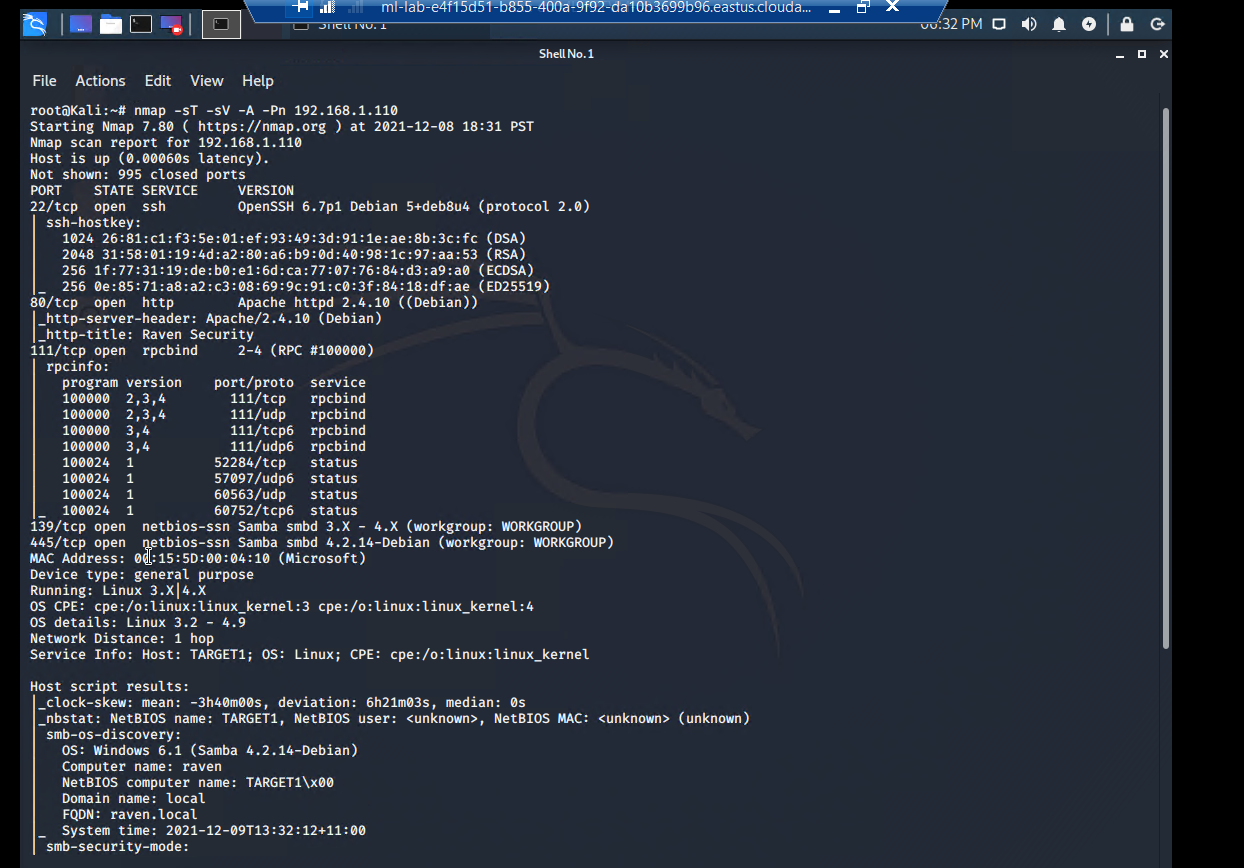 ml-lab-e4f15d51-b855-400a-9f92-da10b3699b96.eastus.clouda...
Shell No. 1
06:32 PM
Shell No. 1
File Actions Edit View Help
root@Kali:~# nmap -sT -sV -A -Pn 192.168.1.110
Starting Nmap 7.80 ( https://nmap.org ) at 2021-12-08 18:31 PST
Nmap scan report for 192.168.1.110
Host is up (0.00060s latency).
Not shown: 995 closed ports
PORT    STATE SERVICE     VERSION
22/tcp  open  ssh         OpenSSH 6.7p1 Debian 5+deb8u4 (protocol 2.0)
| ssh-hostkey:
|   1024 26:81:c1:f3:5e:01:ef:93:49:3d:91:1e:ae:8b:3c:fc (DSA)
|   2048 31:58:01:19:4d:a2:80:a6:b9:0d:40:98:1c:97:aa:53 (RSA)
|   256 1f:77:31:19:de:b0:e1:6d:ca:77:07:76:84:d3:a9:a0 (ECDSA)
|_  256 0e:85:71:a8:a2:c3:08:69:9c:91:c0:3f:84:18:df:ae (ED25519)
80/tcp  open  http        Apache httpd 2.4.10 ((Debian))
|_http-server-header: Apache/2.4.10 (Debian)
|_http-title: Raven Security
111/tcp open  rpcbind     2-4 (RPC #100000)
| rpcinfo:
|   program version    port/proto  service
|   100000  2,3,4        111/tcp   rpcbind
|   100000  2,3,4        111/udp   rpcbind
|   100000  3,4          111/tcp6  rpcbind
|   100000  3,4          111/udp6  rpcbind
|   100024  1          52284/tcp   status
|   100024  1          57097/udp6  status
|   100024  1          60563/udp   status
|_  100024  1          60752/tcp6  status
139/tcp open  netbios-ssn Samba smbd 3.X - 4.X (workgroup: WORKGROUP)
445/tcp open  netbios-ssn Samba smbd 4.2.14-Debian (workgroup: WORKGROUP)
MAC Address: 00:15:5D:00:04:10 (Microsoft)
Device type: general purpose
Running: Linux 3.X|4.X
OS CPE: cpe:/o:linux:linux_kernel:3 cpe:/o:linux:linux_kernel:4
OS details: Linux 3.2 - 4.9
Network Distance: 1 hop
Service Info: Host: TARGET1; OS: Linux; CPE: cpe:/o:linux:linux_kernel
Host script results:
|_clock-skew: mean: -3h40m00s, deviation: 6h21m03s, median: 0s
|_nbstat: NetBIOS name: TARGET1, NetBIOS user: <unknown>, NetBIOS MAC: <unknown> (unknown)
| smb-os-discovery:
|   OS: Windows 6.1 (Samba 4.2.14-Debian)
|   Computer name: raven
|   NetBIOS computer name: TARGET1\x00
|   Domain name: local
|   FQDN: raven.local
|_  System time: 2021-12-09T13:32:12+11:00
| smb-security-mode: